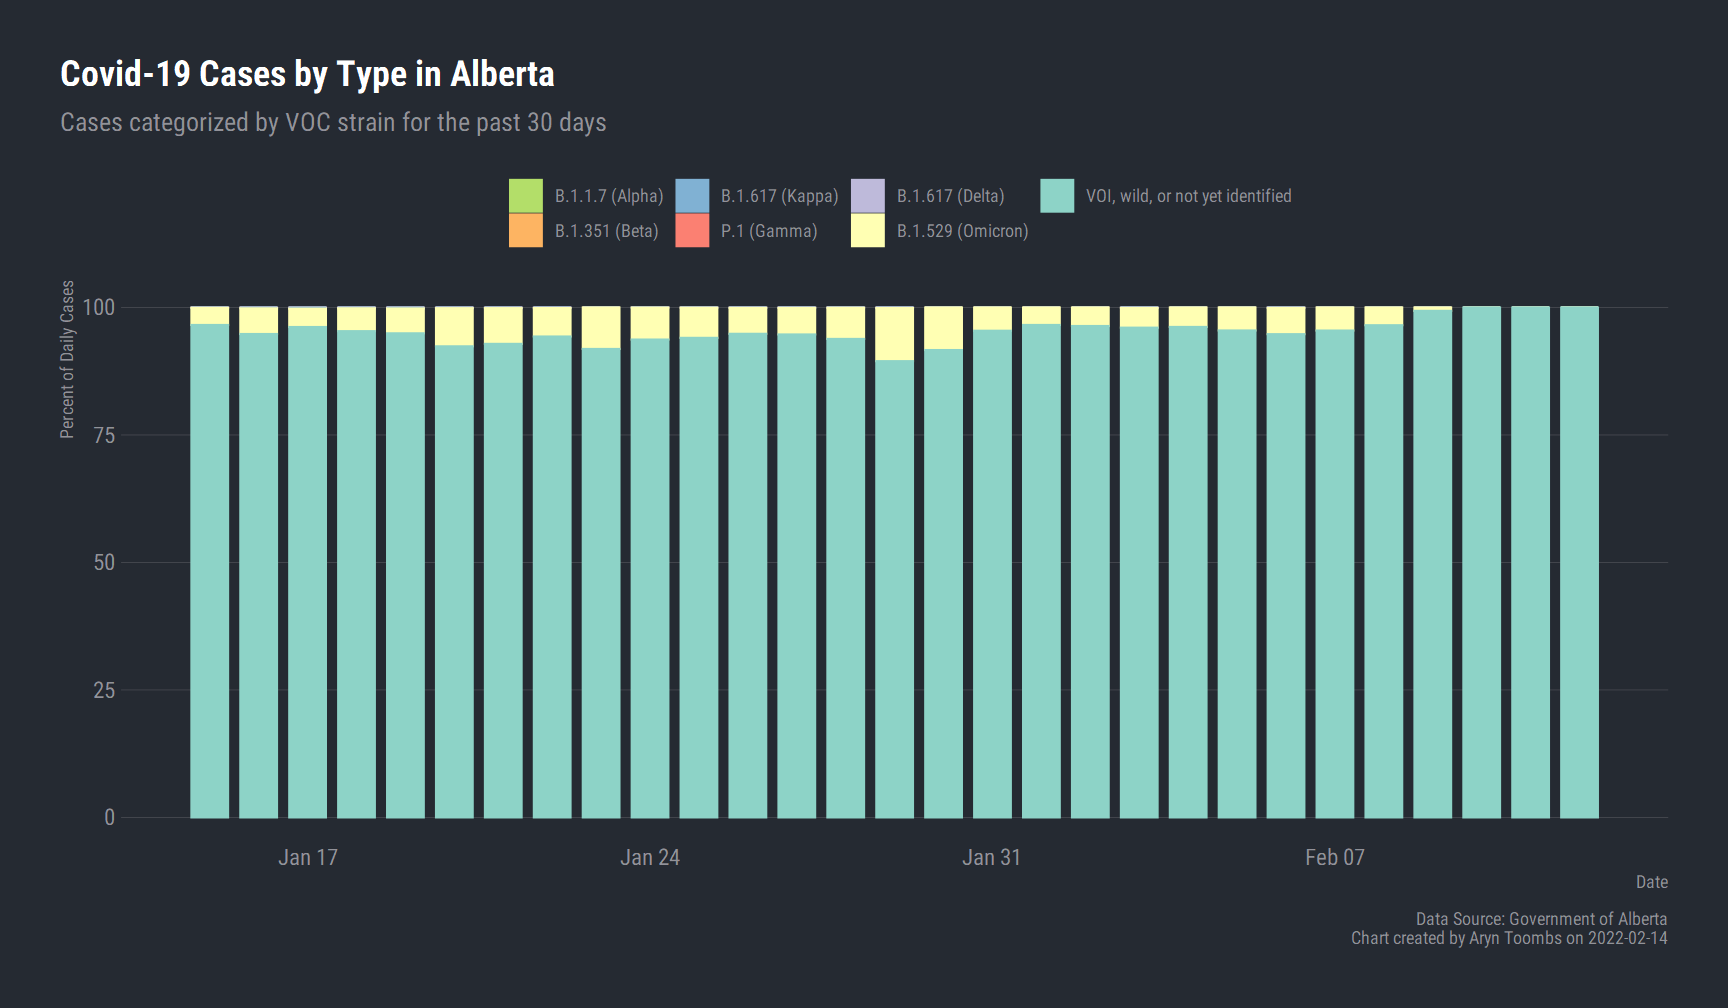 Covid-19 Cases by Type in Alberta
Cases categorized by VOC strain for the past 30 days
B.1.1.7 (Alpha) B.1.617 (Kappa) B.1.617 (Delta) VOI, wild, or not yet identified
B.1.351 (Beta) P.1 (Gamma) B.1.529 (Omicron)
Percent of Daily Cases
100
75
50
25
0
Jan 17 Jan 24 Jan 31 Feb 07
Date
Data Source: Government of Alberta
Chart created by Aryn Toombs on 2022-02-14